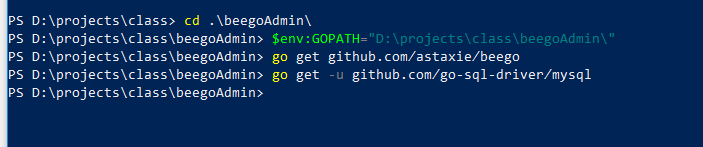 PS D:\projects\class> cd .\beegoAdmin\
PS D:\projects\class\beegoAdmin> $env:GOPATH="D:\projects\class\beegoAdmin\"
PS D:\projects\class\beegoAdmin> go get github.com/astaxie/beego
PS D:\projects\class\beegoAdmin> go get -u github.com/go-sql-driver/mysql
PS D:\projects\class\beegoAdmin>